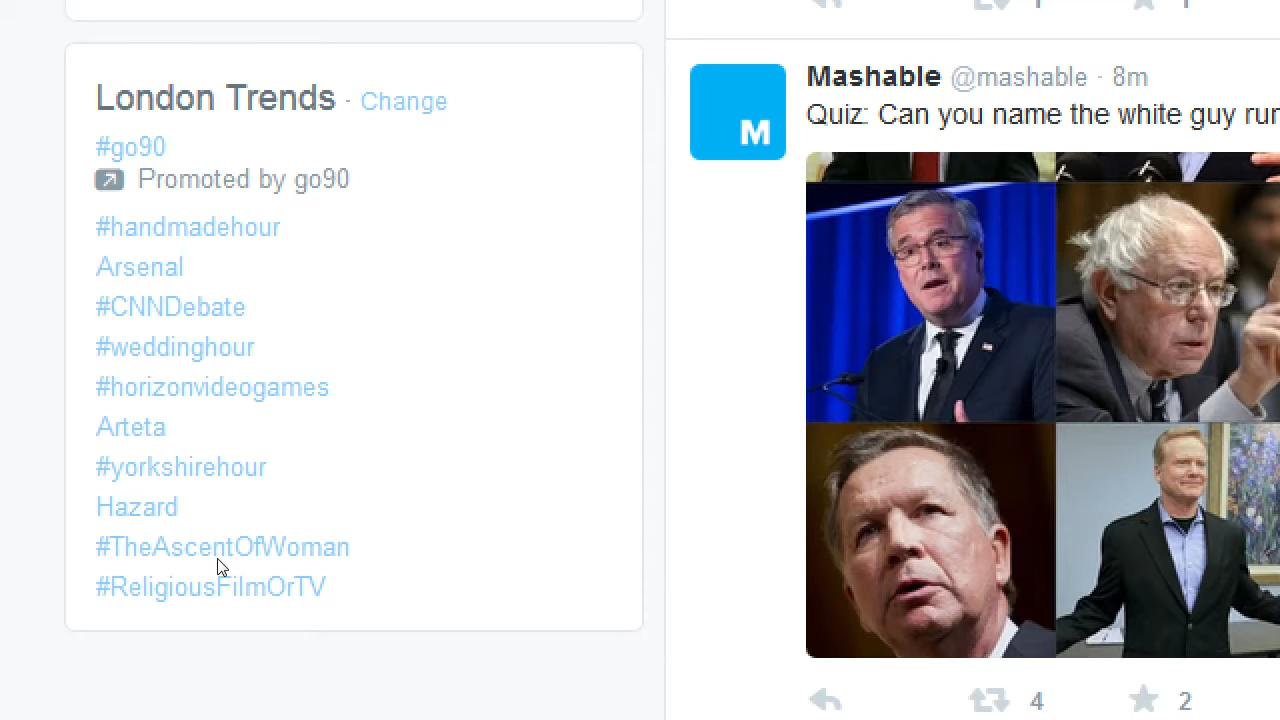 London Trends · Change
#go90
Promoted by go90
#handmadehour
Arsenal
#CNNDebate
#weddinghour
#horizonvideogames
Arteta
#yorkshirehour
Hazard
#TheAscentOfWoman
#ReligiousFilmOrTV
Mashable @mashable · 8m
M
Quiz: Can you name the white guy
4 2